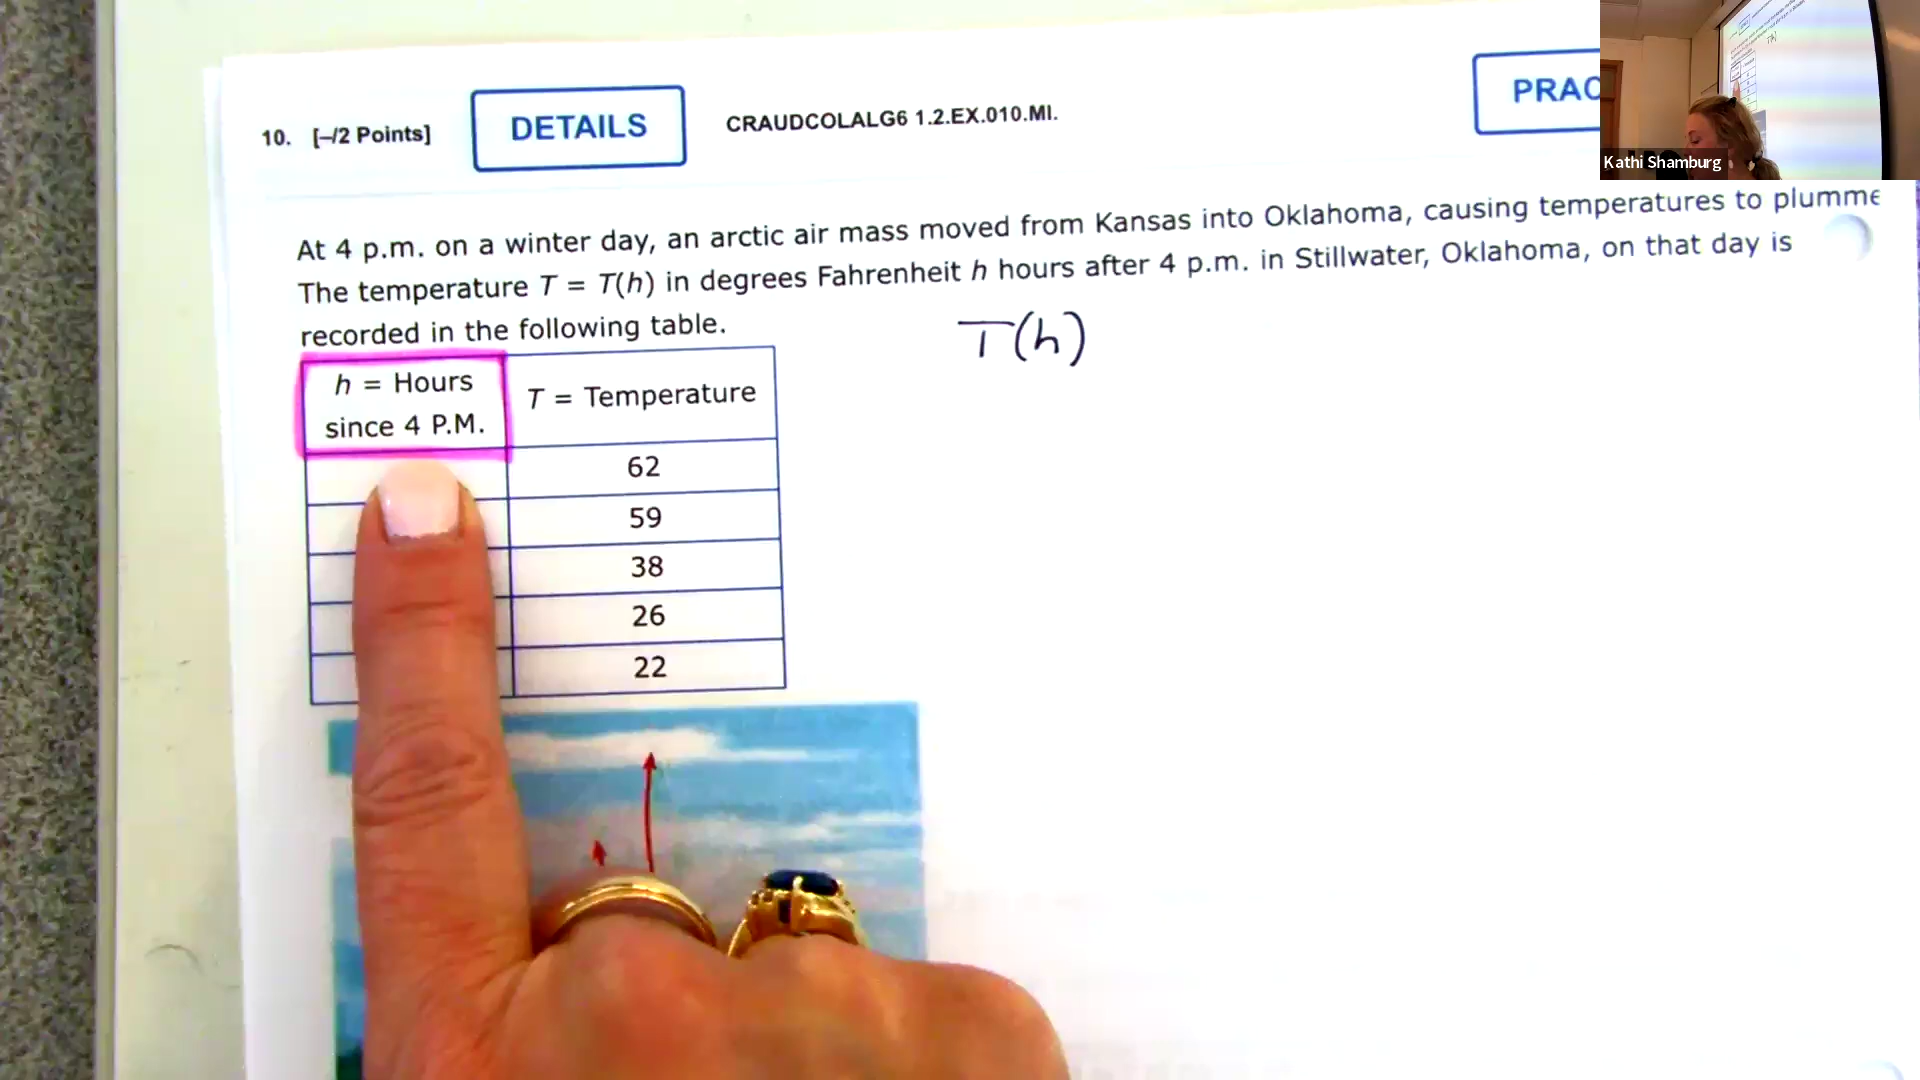 10. [–/2 Points]
DETAILS
CRAUDCOLALG6 1.2.EX.010.MI.
PRAC
Kathi Shamburg
At 4 p.m. on a winter day, an arctic air mass moved from Kansas into Oklahoma, causing temperatures to plumme
The temperature T = T(h) in degrees Fahrenheit h hours after 4 p.m. in Stillwater, Oklahoma, on that day is
recorded in the following table.
T(h)
h = Hours
since 4 P.M.
T = Temperature
62
59
38
26
22